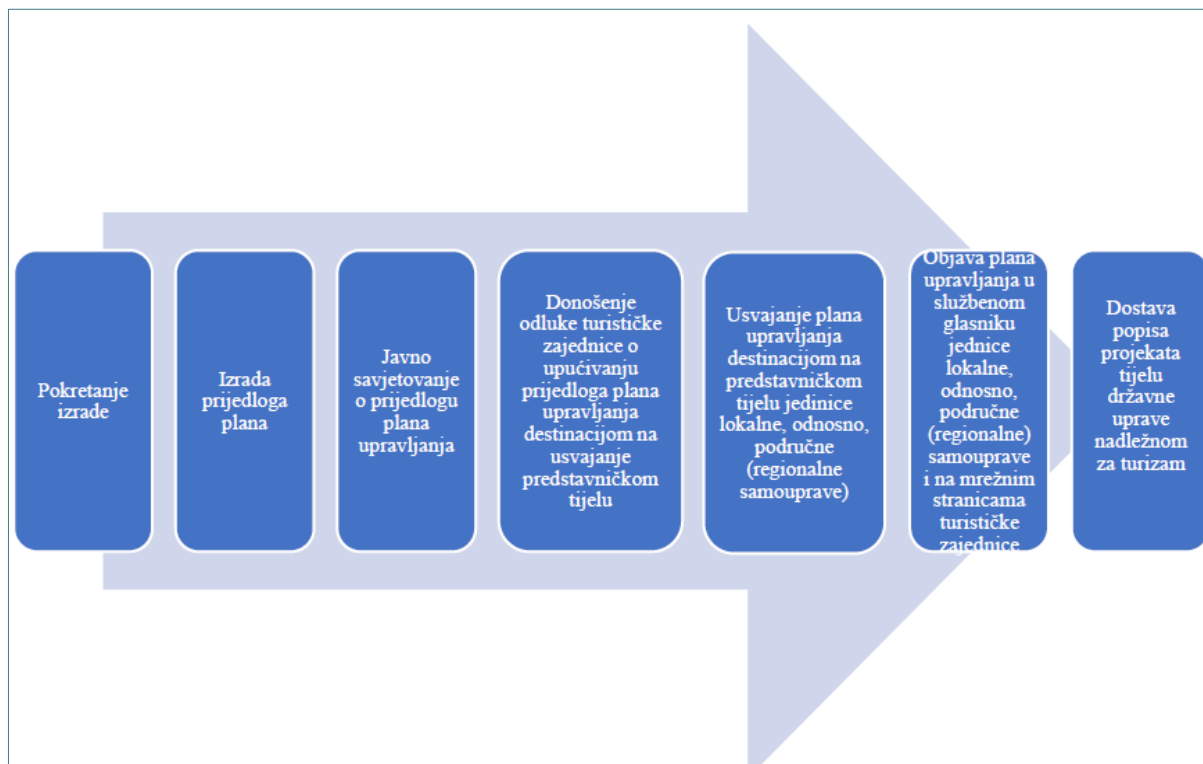 Pokretanje
izrade
Izrada
prijedloga
plana
Javno
savjetovanje
o prijedlogu
plana
upravljanja
Donošenje
odluke turističke
zajednice o
upućivanju
prijedloga plana
upravljanja
destinacijom na
usvajanje
predstavničkom
tijelu
Usvajanje plana
upravljanja
destinacijom na
predstavničkom
tijelu jedinice
lokalne, odnosno,
područne
(regionalne
samouprave)
Objava plana
upravljanja u
službenom
glasniku
jednice
lokalne,
odnosno,
područne
(regionalne)
samouprave
i na mrežnim
stranicama
turističke
zajednice
Dostava
popisa
projekata
tijelu
državne
uprave
nadležnom
za turizam